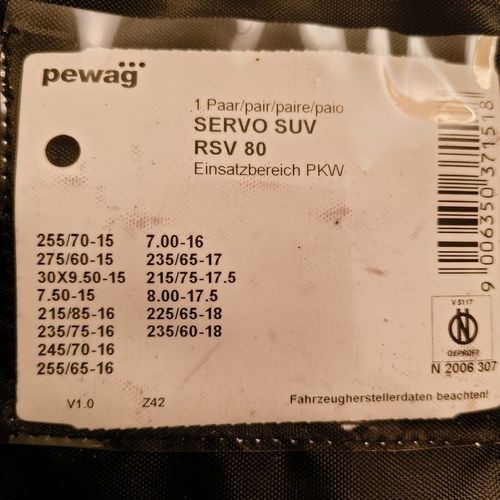 pewag
1 Paar/pair/paire/paio
SERVO SUV
RSV 80
Einsatzbereich PKW
255/70-15
275/60-15
30X9.50-15
7.50-15
215/85-16
235/75-16
245/70-16
255/65-16
7.00-16
235/65-17
215/75-17.5
8.00-17.5
225/65-18
235/60-18
9 006350 371518
V 5117
N
GEPRÜFT
N 2006 307
V1.0
Z42
Fahrzeugherstellerdaten beachten!